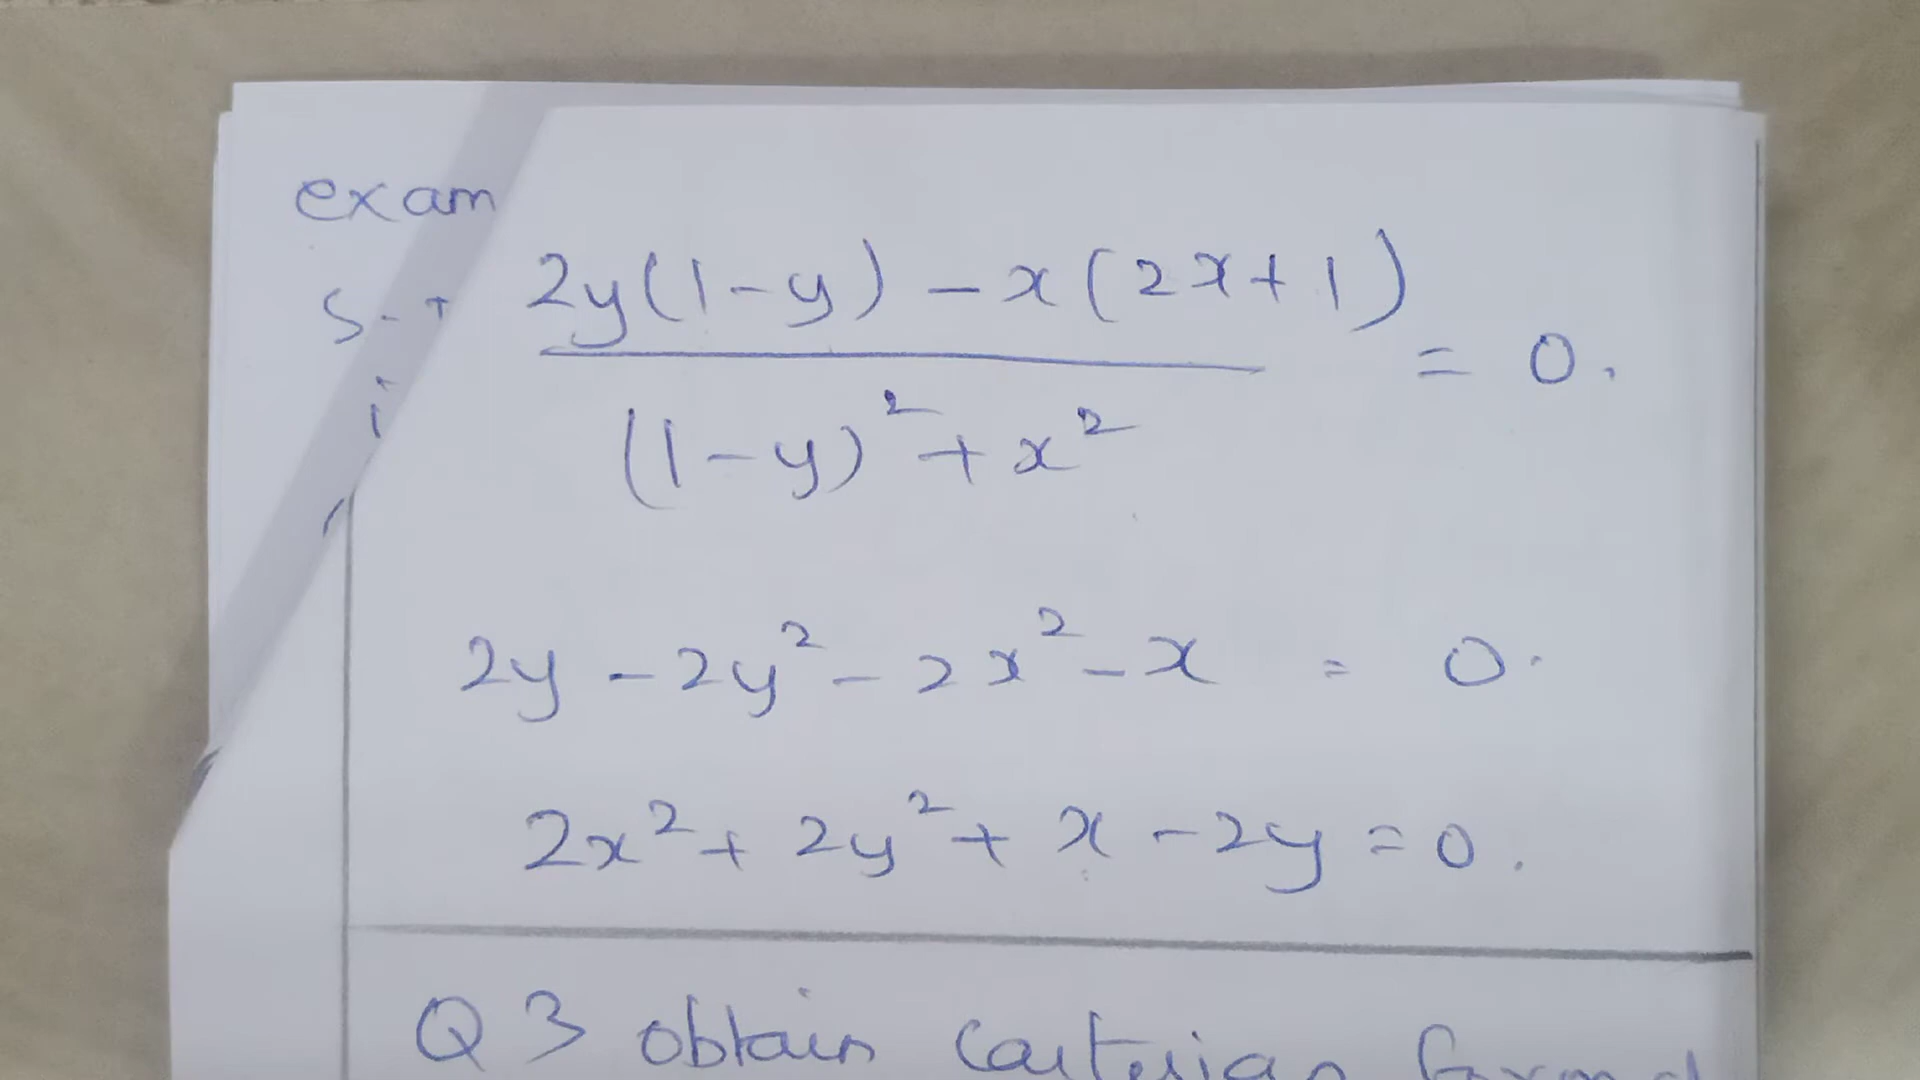 exam
S.T
i
2y(1-y) - x(2x+1)
= 0.
(1-y)² + x²
2y - 2y² - 2x² - x = 0.
2x² + 2y² + x - 2y = 0.
Q3 obtain Cartesian